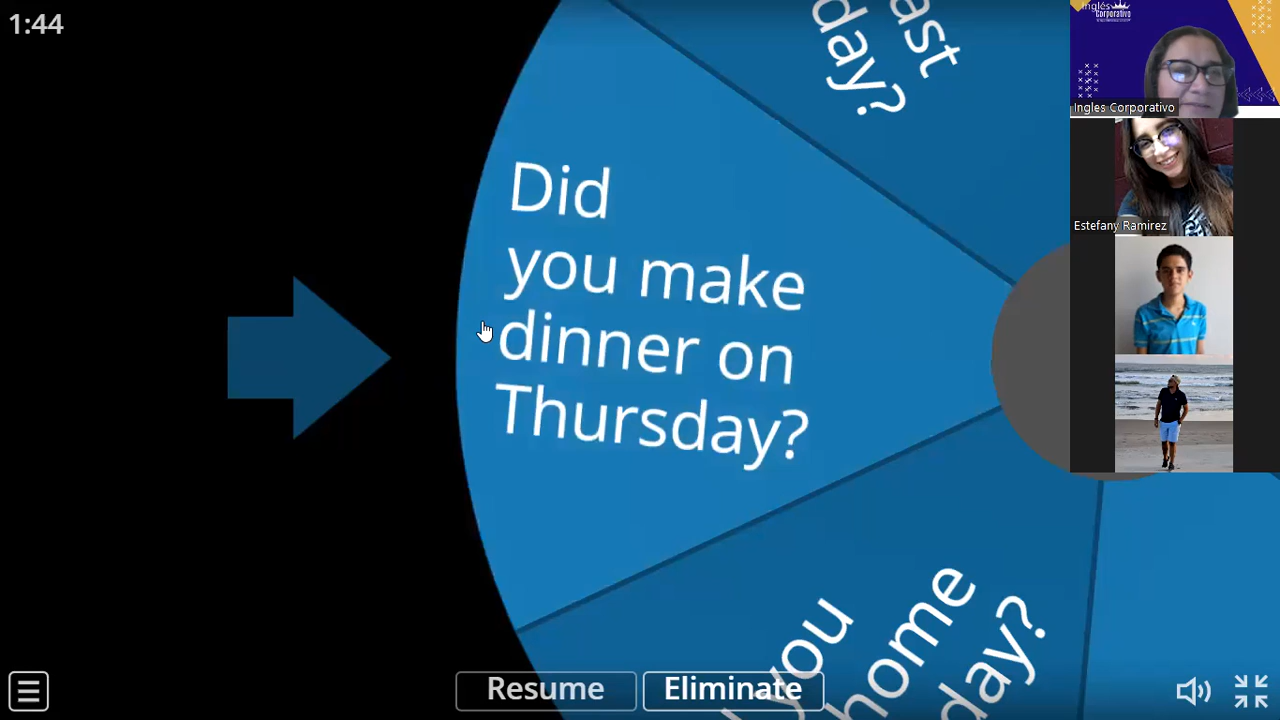 1:44
ast
day?
Did
you make
dinner on
Thursday?
you
home
day?
Resume
Eliminate
Inglés
Corporativo
Ingles Corporativo
Estefany Ramirez